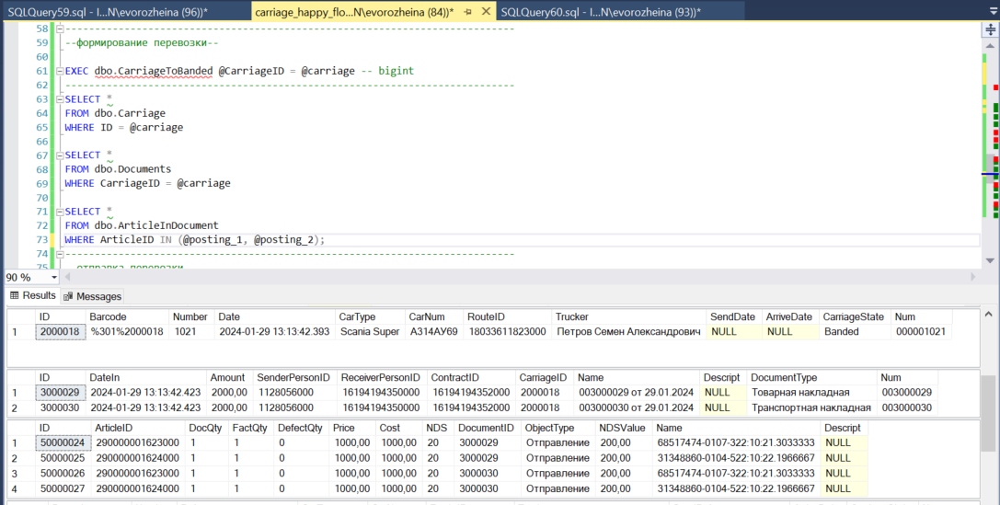 SQLQuery59.sql - I...N\evorozheina (96))* carriage_happy_flo...N\evorozheina (84))* SQLQuery60.sql - I...N\evorozheina (93))*
58 --------------------------------------------------------------------------
59 --формирование перевозки--
60
61 EXEC dbo.CarriageToBanded @CarriageID = @carriage -- bigint
62 --------------------------------------------------------------------------
63 SELECT *
64 FROM dbo.Carriage
65 WHERE ID = @carriage
66
67 SELECT *
68 FROM dbo.Documents
69 WHERE CarriageID = @carriage
70
71 SELECT *
72 FROM dbo.ArticleInDocument
73 WHERE ArticleID IN (@posting_1, @posting_2);
74 --------------------------------------------------------------------------
75 отправка перевозки
90 %
Results Messages
ID Barcode Number Date CarType CarNum RouteID Trucker SendDate ArriveDate CarriageState Num
1 2000018 %301%2000018 1021 2024-01-29 13:13:42.393 Scania Super A314AY69 18033611823000 Петров Семен Александрович NULL NULL Banded 000001021
ID DateIn Amount SenderPersonID ReceiverPersonID ContractID CarriageID Name Descript DocumentType Num
1 3000029 2024-01-29 13:13:42.423 2000,00 1128056000 16194194350000 16194194352000 2000018 003000029 от 29.01.2024 NULL Товарная накладная 003000029
2 3000030 2024-01-29 13:13:42.423 2000,00 1128056000 16194194350000 16194194352000 2000018 003000030 от 29.01.2024 NULL Транспортная накладная 003000030
ID ArticleID DocQty FactQty DefectQty Price Cost NDS DocumentID ObjectType NDSValue Name Descript
1 50000024 290000001623000 1 1 0 1000,00 1000,00 20 3000029 Отправление 200,00 68517474-0107-322:10:21.3033333 NULL
2 50000025 290000001624000 1 1 0 1000,00 1000,00 20 3000029 Отправление 200,00 31348860-0104-522:10:22.1966667 NULL
3 50000026 290000001623000 1 1 0 1000,00 1000,00 20 3000030 Отправление 200,00 68517474-0107-322:10:21.3033333 NULL
4 50000027 290000001624000 1 1 0 1000,00 1000,00 20 3000030 Отправление 200,00 31348860-0104-522:10:22.1966667 NULL